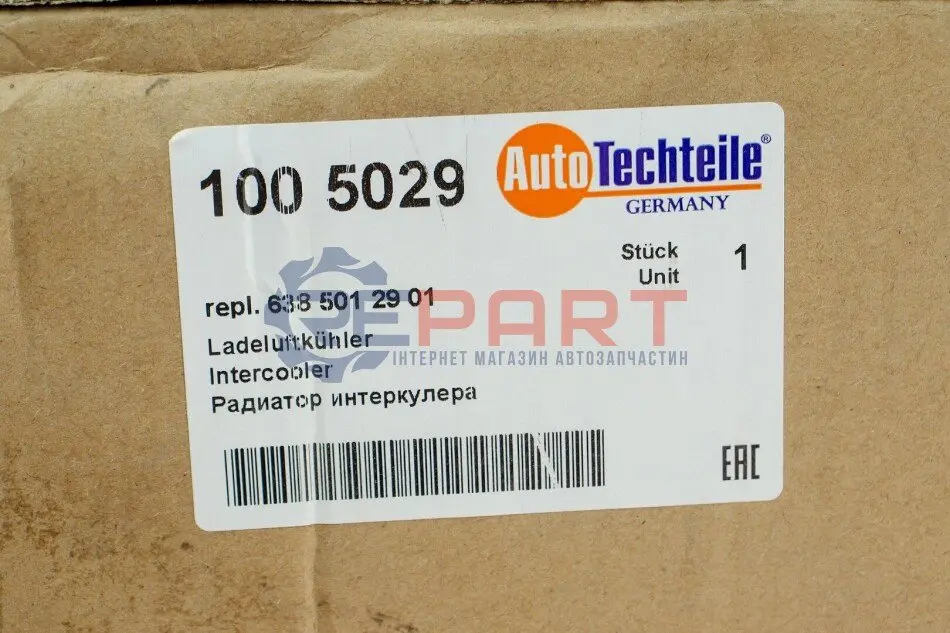 100 5029
AutoTechteile®
GERMANY
Stück 1
Unit
repl. 638 501 29 01
PART
ІНТЕРНЕТ МАГАЗИН АВТОЗАПЧАСТИН
Ladeluftkühler
Intercooler
Радиатор интеркулера
EAC